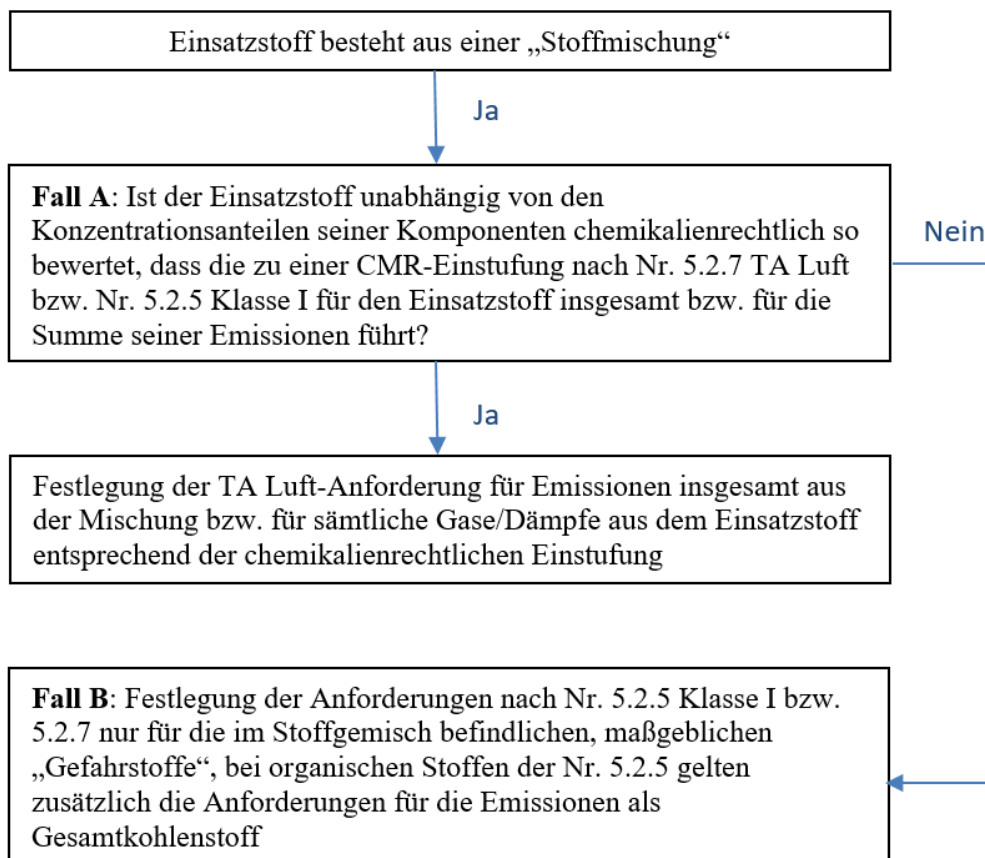 Einsatzstoff besteht aus einer „Stoffmischung“
Ja
Fall A: Ist der Einsatzstoff unabhängig von den
Konzentrationsanteilen seiner Komponenten chemikalienrechtlich so
bewertet, dass die zu einer CMR-Einstufung nach Nr. 5.2.7 TA Luft
bzw. Nr. 5.2.5 Klasse I für den Einsatzstoff insgesamt bzw. für die
Summe seiner Emissionen führt?
Nein
Ja
Festlegung der TA Luft-Anforderung für Emissionen insgesamt aus
der Mischung bzw. für sämtliche Gase/Dämpfe aus dem Einsatzstoff
entsprechend der chemikalienrechtlichen Einstufung
Fall B: Festlegung der Anforderungen nach Nr. 5.2.5 Klasse I bzw.
5.2.7 nur für die im Stoffgemisch befindlichen, maßgeblichen
„Gefahrstoffe“, bei organischen Stoffen der Nr. 5.2.5 gelten
zusätzlich die Anforderungen für die Emissionen als
Gesamtkohlenstoff